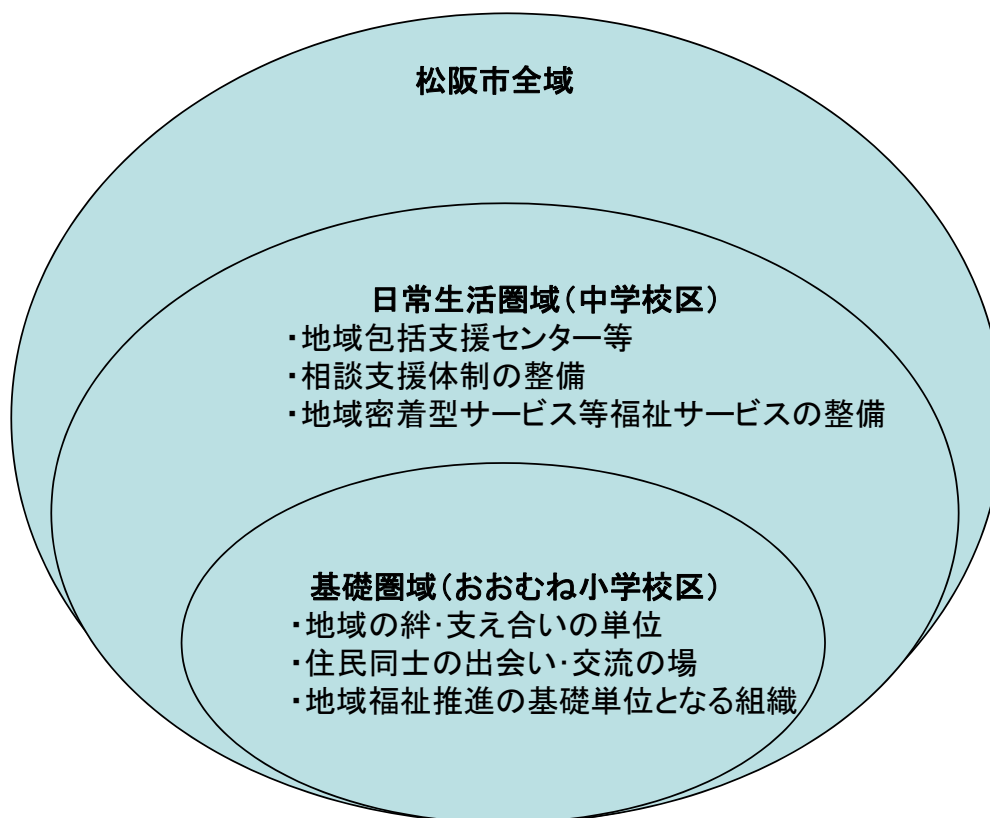 松阪市全域
日常生活圏域(中学校区)
・地域包括支援センター等
・相談支援体制の整備
・地域密着型サービス等福祉サービスの整備
基礎圏域(おおむね小学校区)
・地域の絆・支え合いの単位
・住民同士の出会い・交流の場
・地域福祉推進の基礎単位となる組織